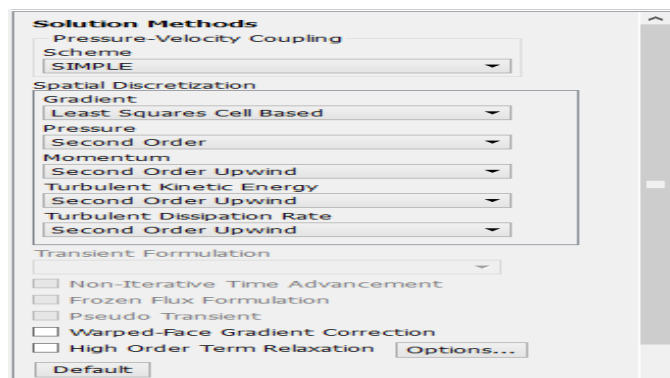 Solution Methods
Pressure-Velocity Coupling
Scheme
SIMPLE
Spatial Discretization
Gradient
Least Squares Cell Based
Pressure
Second Order
Momentum
Second Order Upwind
Turbulent Kinetic Energy
Second Order Upwind
Turbulent Dissipation Rate
Second Order Upwind
Transient Formulation
Non-Iterative Time Advancement
Frozen Flux Formulation
Pseudo Transient
Warped-Face Gradient Correction
High Order Term Relaxation Options...
Default